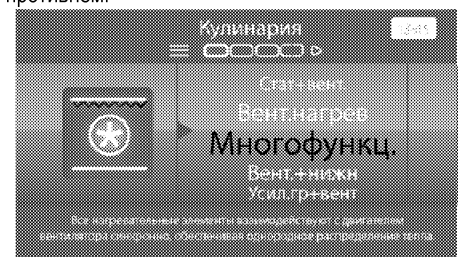 противном.
Кулинария
Стат+вент.
Вент.нагрев
Многофункц.
Вент.+нижн
Усил.гр+вент
Все нагревательные элементы взаимодействуют с двигателем
вентилятора синхронно, обеспечивая однородное распределение тепла.